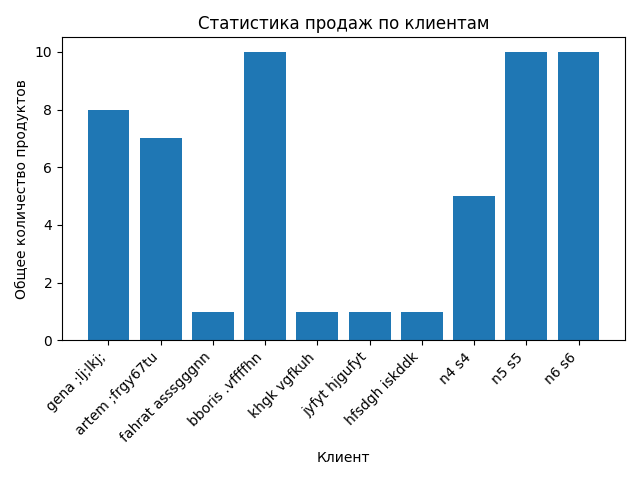 Статистика продаж по клиентам
Общее количество продуктов
10
8
6
4
2
0
gena ;lj;lkj;
artem ;frgy67tu
fahrat asssgggnn
bboris .vffffhn
khgk vgfkuh
jyfyt hjgufyt
hfsdgh iskddk
n4 s4
n5 s5
n6 s6
Клиент